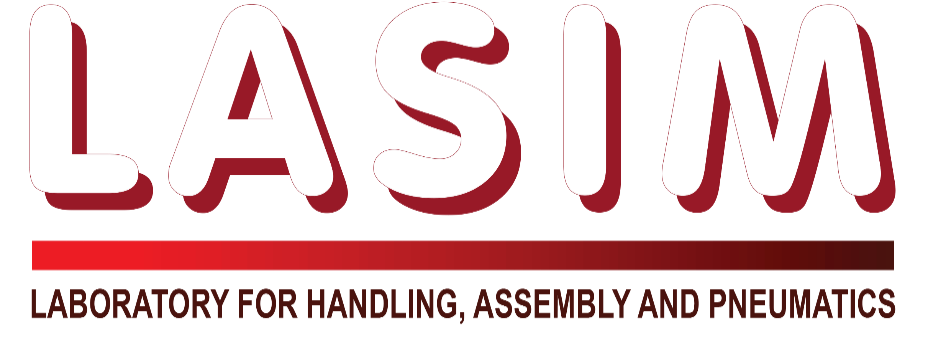 LASIM
LABORATORY FOR HANDLING, ASSEMBLY AND PNEUMATICS